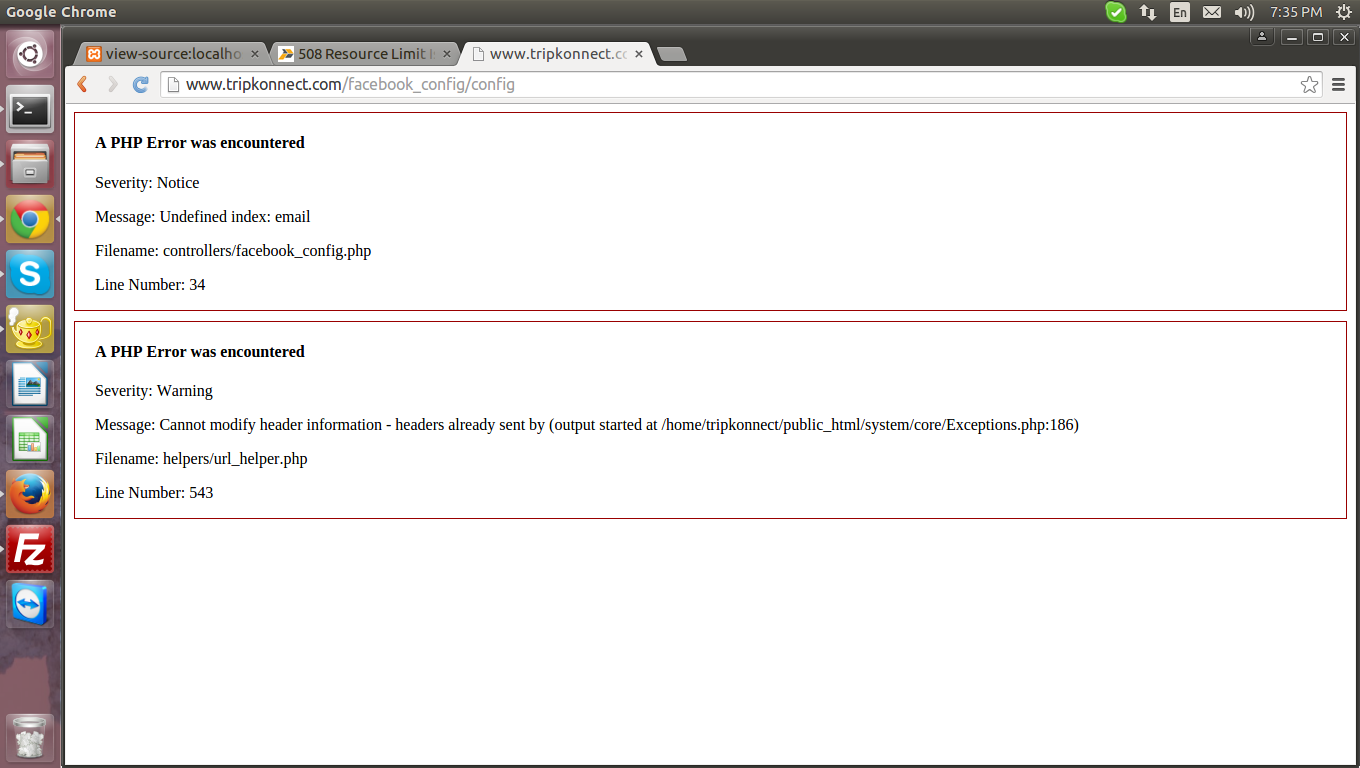 Google Chrome
En
7:35 PM
view-source:localho
508 Resource Limit I
www.tripkonnect.co
www.tripkonnect.com/facebook_config/config
A PHP Error was encountered
Severity: Notice
Message: Undefined index: email
Filename: controllers/facebook_config.php
Line Number: 34
A PHP Error was encountered
Severity: Warning
Message: Cannot modify header information - headers already sent by (output started at /home/tripkonnect/public_html/system/core/Exceptions.php:186)
Filename: helpers/url_helper.php
Line Number: 543